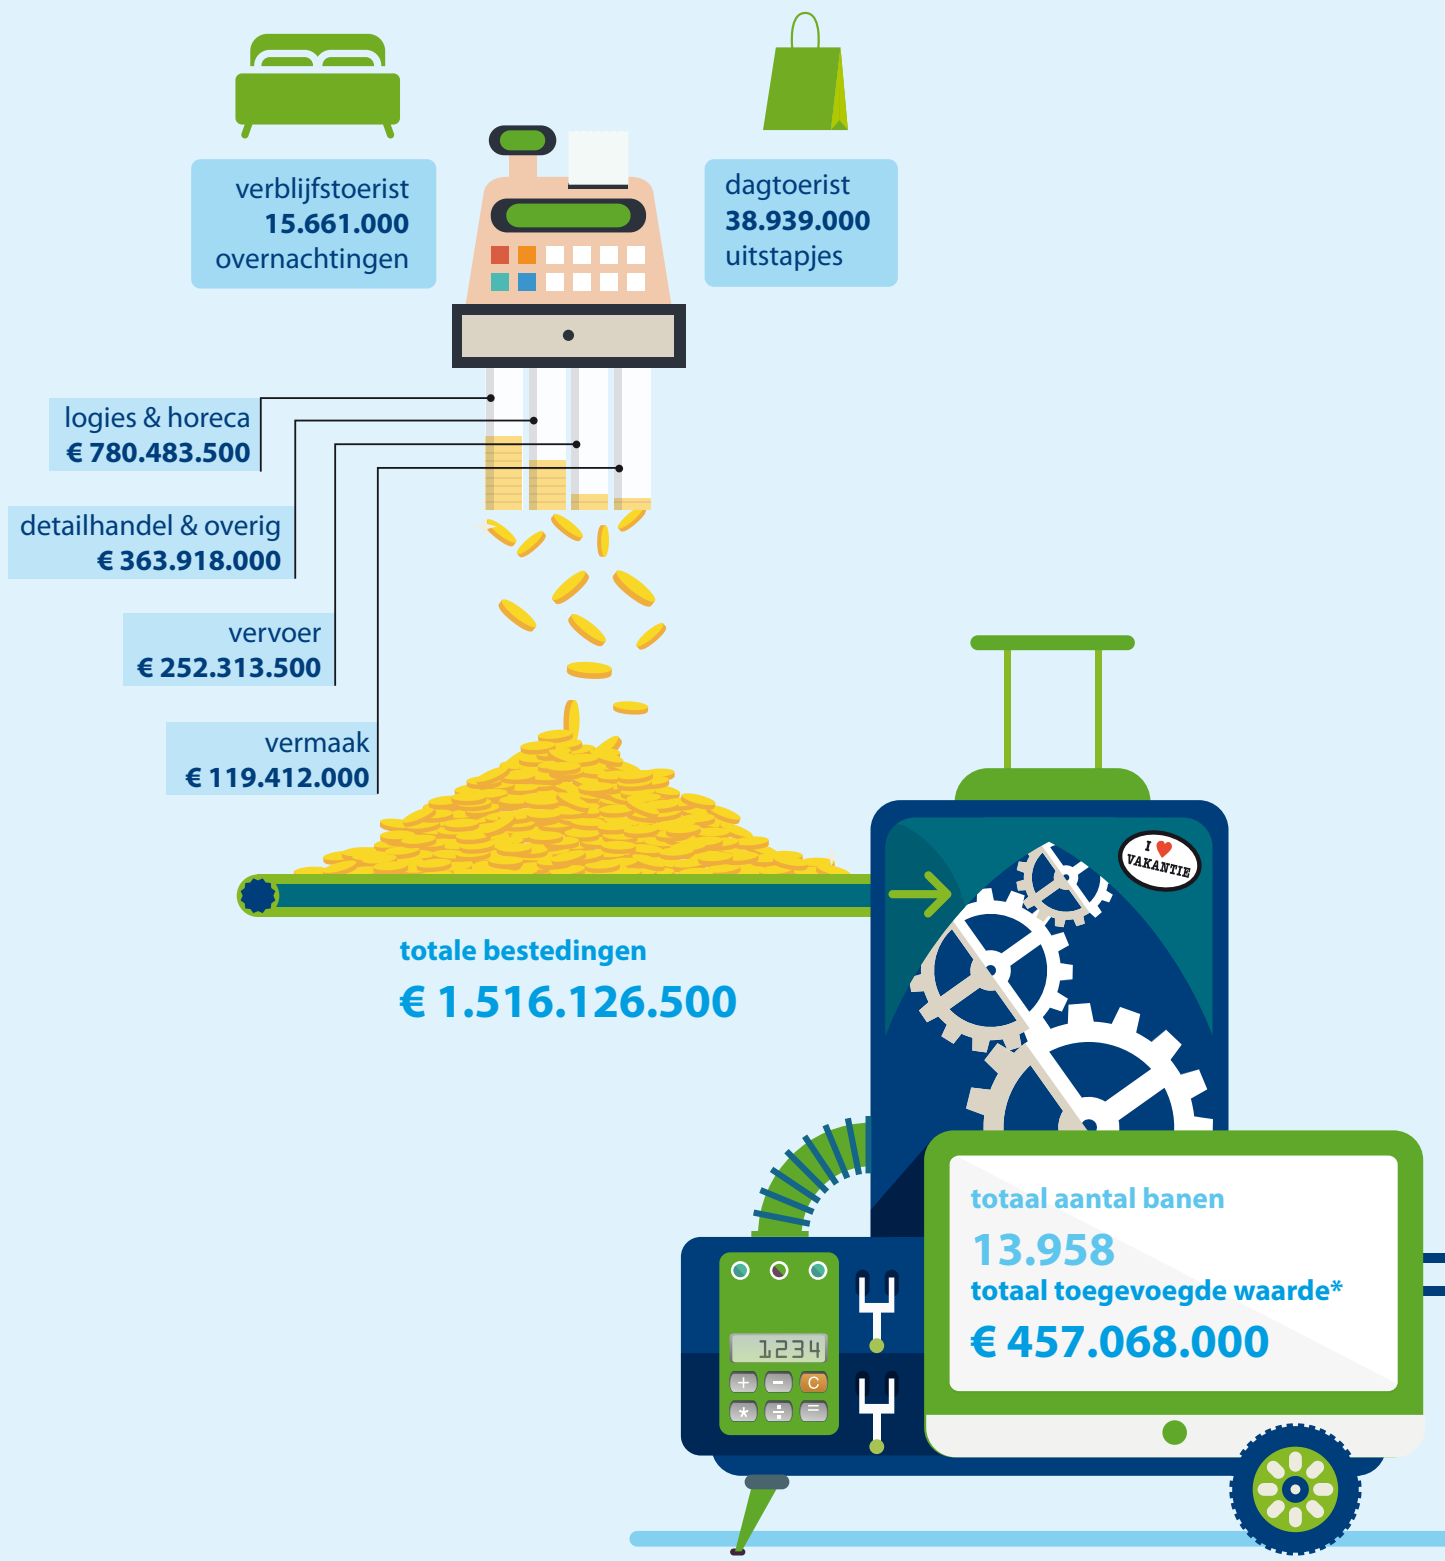 verblijfstoerist
15.661.000
overnachtingen
dagtoerist
38.939.000
uitstapjes
logies & horeca
€ 780.483.500
detailhandel & overig
€ 363.918.000
vervoer
€ 252.313.500
vermaak
€ 119.412.000
I ♥
VAKANTIE
totale bestedingen
€ 1.516.126.500
totaal aantal banen
13.958
totaal toegevoegde waarde*
€ 457.068.000
1234
+ − C
* ÷ =